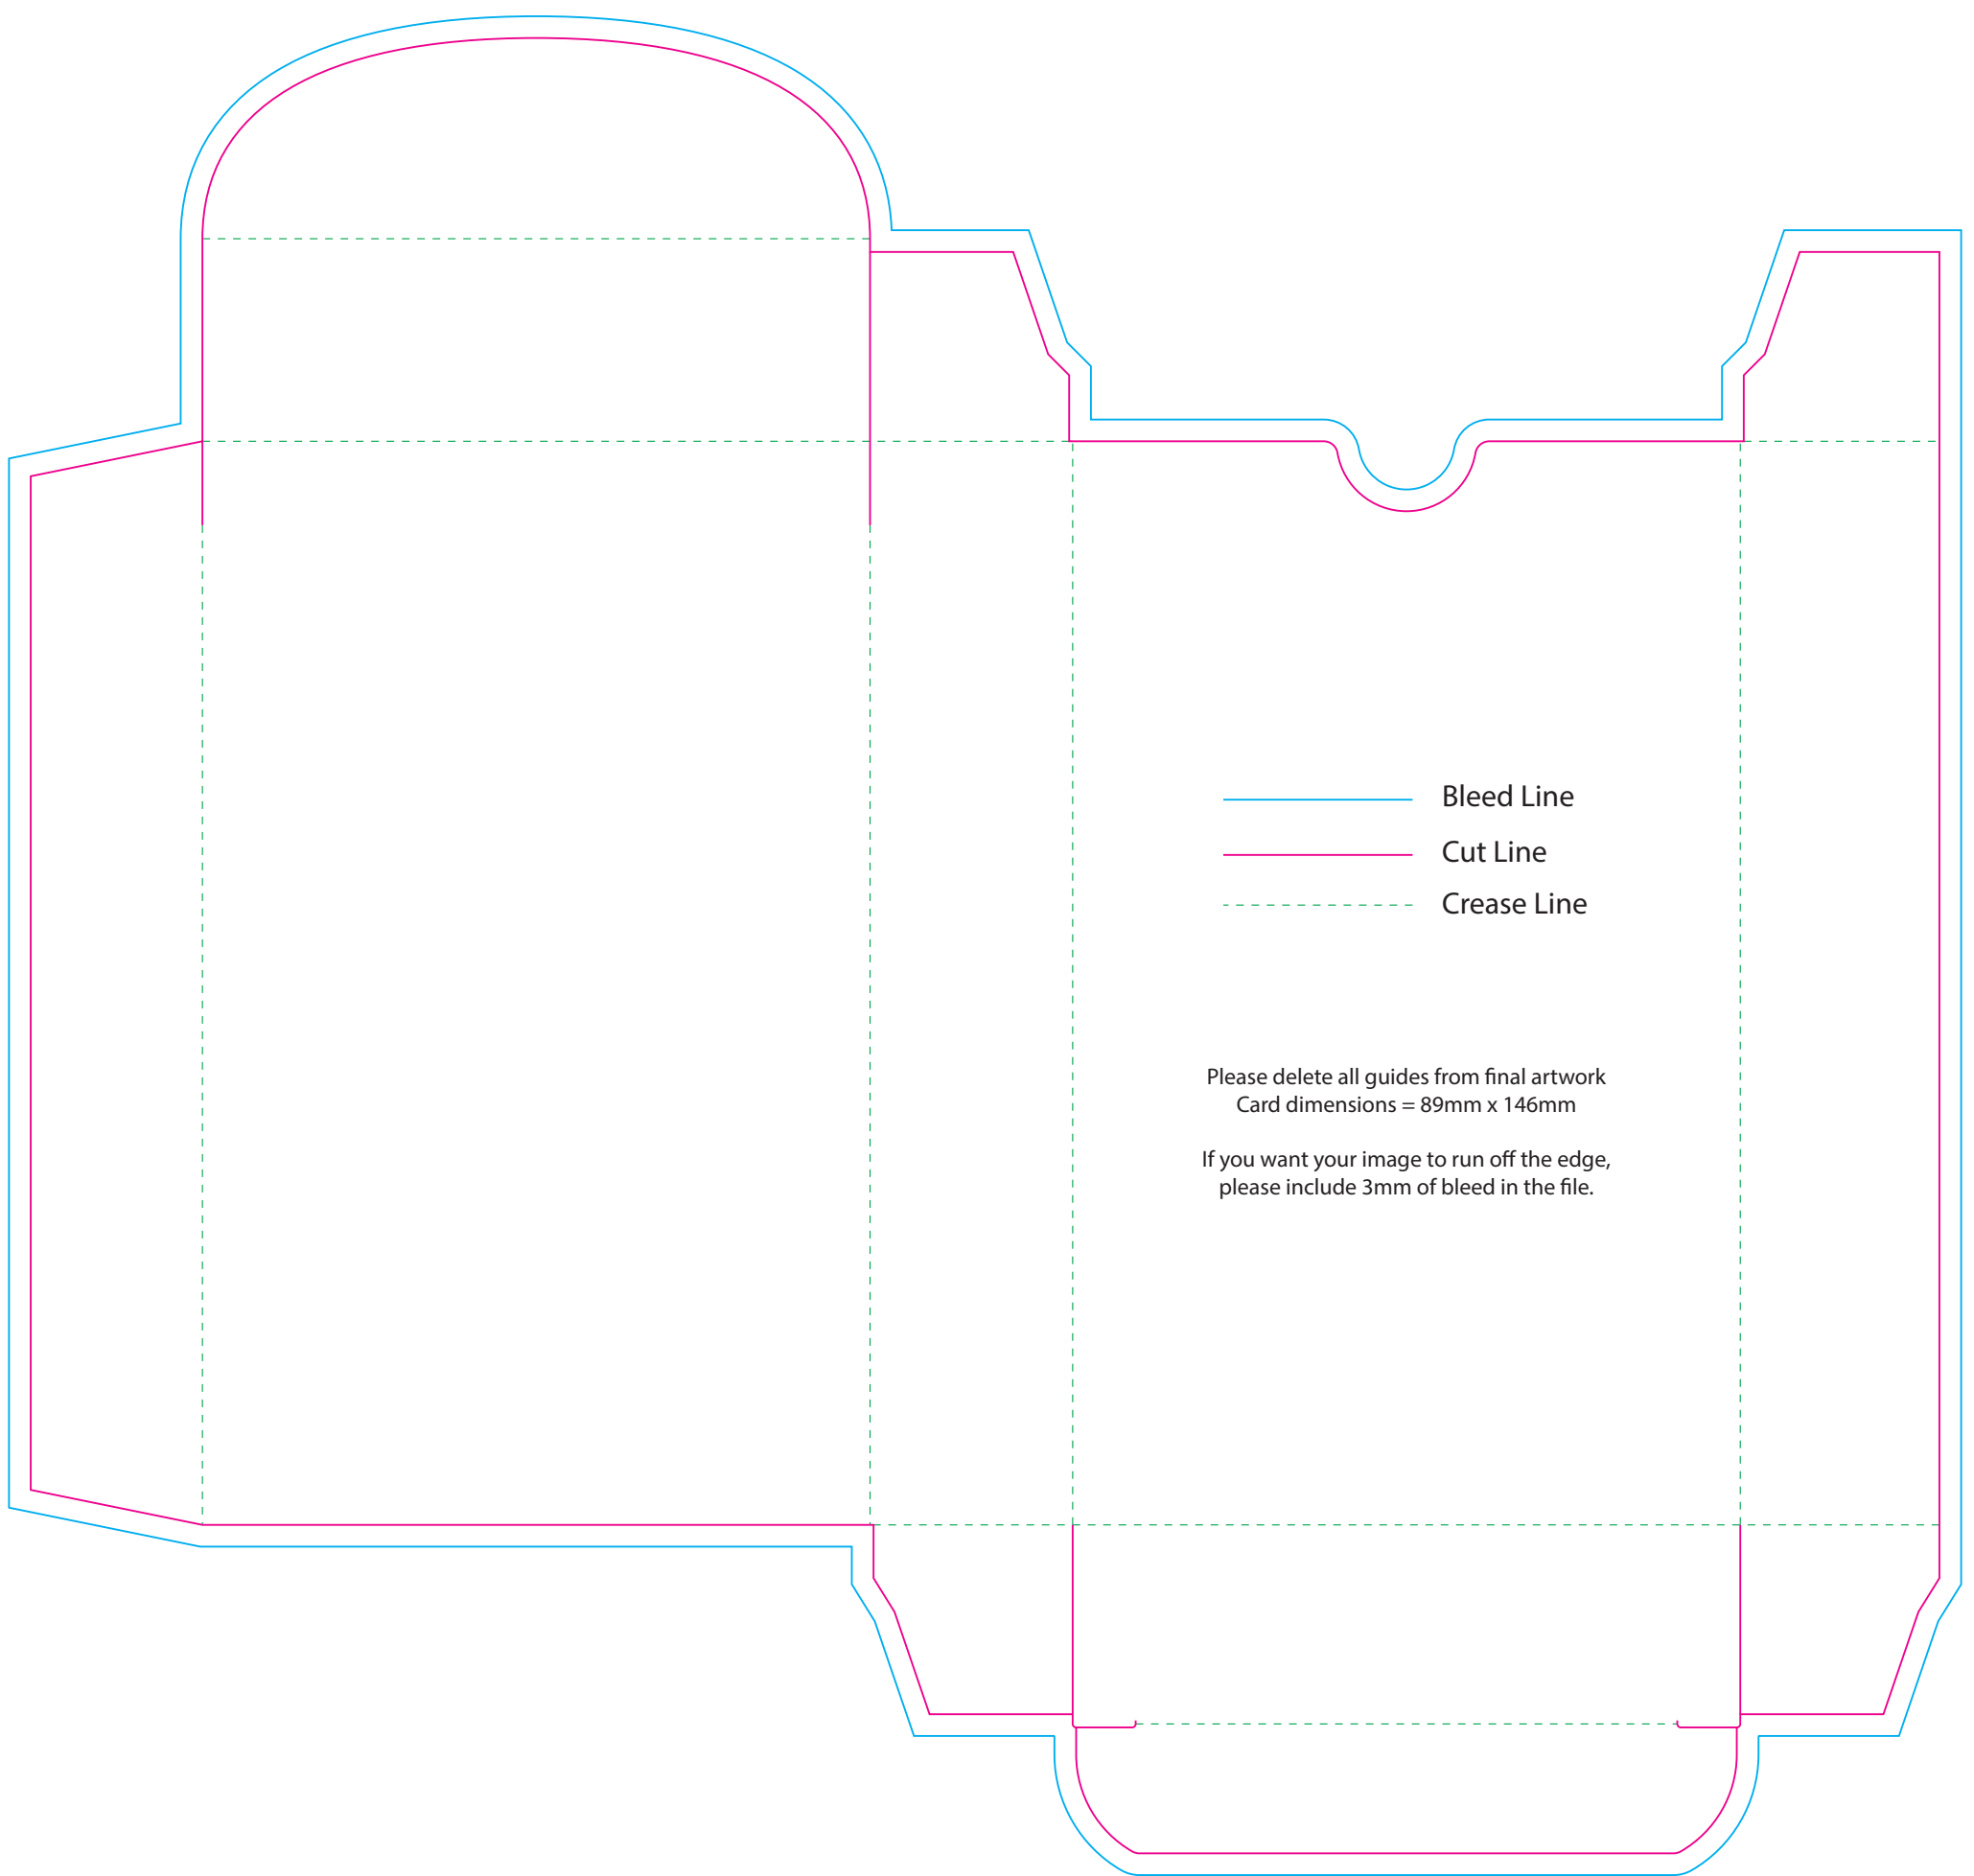 Bleed Line
Cut Line
Crease Line
Please delete all guides from final artwork
Card dimensions = 89mm x 146mm
If you want your image to run off the edge,
please include 3mm of bleed in the file.